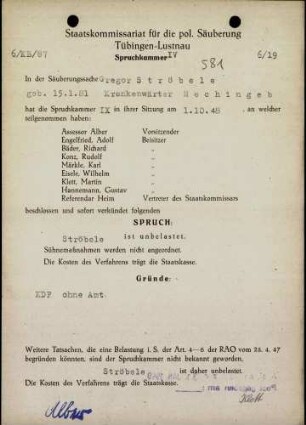 Staatskommissariat für die pol. Säuberung
Tübingen-Lustnau
6/KB/87 Spruchkammer IV 6/19
581
In der Säuberungssache Gregor Ströbele
geb. 15.1.81 Krankenwärter Hechingen
hat die Spruchkammer IX in ihrer Sitzung am 1.10.48 an welcher
teilgenommen haben:
Assessor Alber Vorsitzender
Engelfried, Adolf Beisitzer
Bäder, Richard "
Konz, Rudolf "
Märkle, Karl "
Eisele, Wilhelm "
Klett, Martin "
Hannemann, Gustav "
Referendar Heim Vertreter des Staatskommissars
beschlossen und sofort verkündet folgenden
SPRUCH:
Ströbele
ist unbelastet.
Sühnemaßnahmen werden nicht angeordnet.
Die Kosten des Verfahrens trägt die Staatskasse.
Gründe:
KDF ohne Amt.
Weitere Tatsachen, die eine Belastung i. S. der Art. 4–6 der RAO vom 25. 4. 47
begründen könnten, sind der Spruchkammer nicht bekannt geworden.
Ströbele ist daher unbelastet
Die Kosten des Verfahrens trägt die Staatskasse.
Alber
Klett